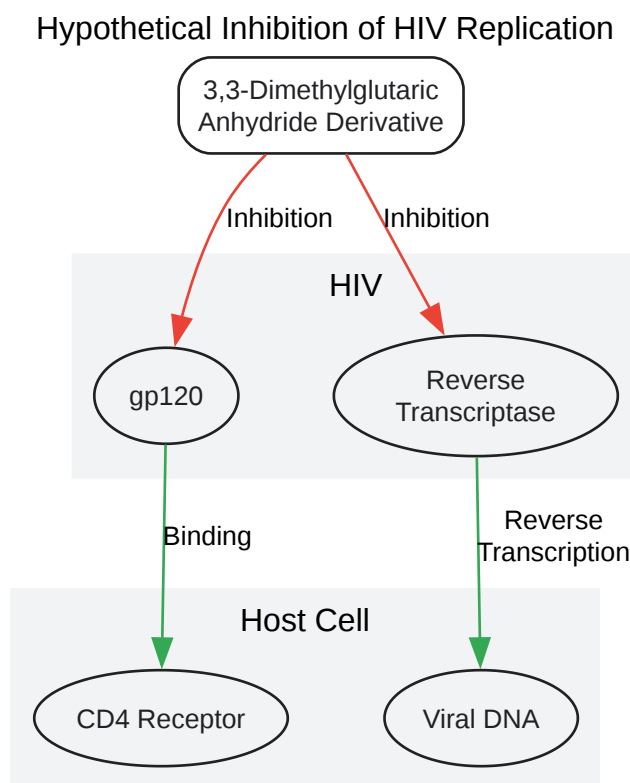 Hypothetical Inhibition of HIV Replication
3,3-Dimethylglutaric
Anhydride Derivative
Inhibition
Inhibition
HIV
gp120
Reverse
Transcriptase
Binding
Reverse
Transcription
Host Cell
CD4 Receptor
Viral DNA